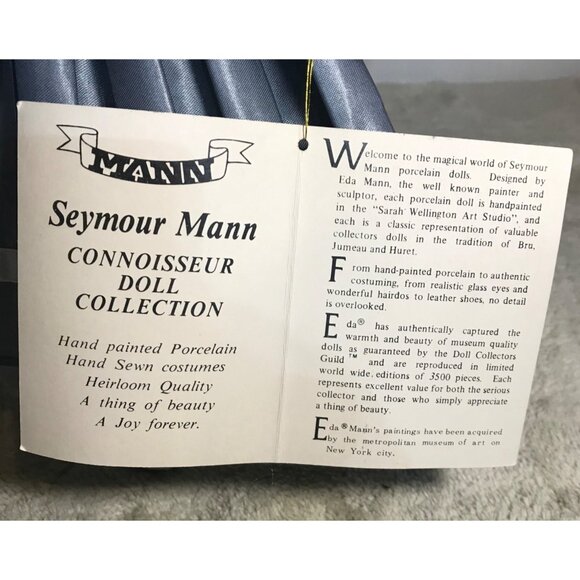 MANN
Seymour Mann
CONNOISSEUR
DOLL
COLLECTION
Hand painted Porcelain
Hand Sewn costumes
Heirloom Quality
A thing of beauty
A Joy forever.
Welcome to the magical world of Seymour
Mann porcelain dolls. Designed by
Eda Mann, the well known painter and
sculptor, each porcelain doll is handpainted
in the "Sarah Wellington Art Studio", and
each is a classic representation of valuable
collectors dolls in the tradition of Bru,
Jumeau and Huret.
From hand-painted porcelain to authentic
costuming, from realistic glass eyes and
wonderful hairdos to leather shoes, no detail
is overlooked.
Eda® has authentically captured the
warmth and beauty of museum quality
dolls as guaranteed by the Doll Collectors
Guild ™ and are reproduced in limited
world wide, editions of 3500 pieces. Each
represents excellent value for both the serious
collector and those who simply appreciate
a thing of beauty.
Eda® Mann's paintings have been acquired
by the metropolitan museum of art on
New York city.